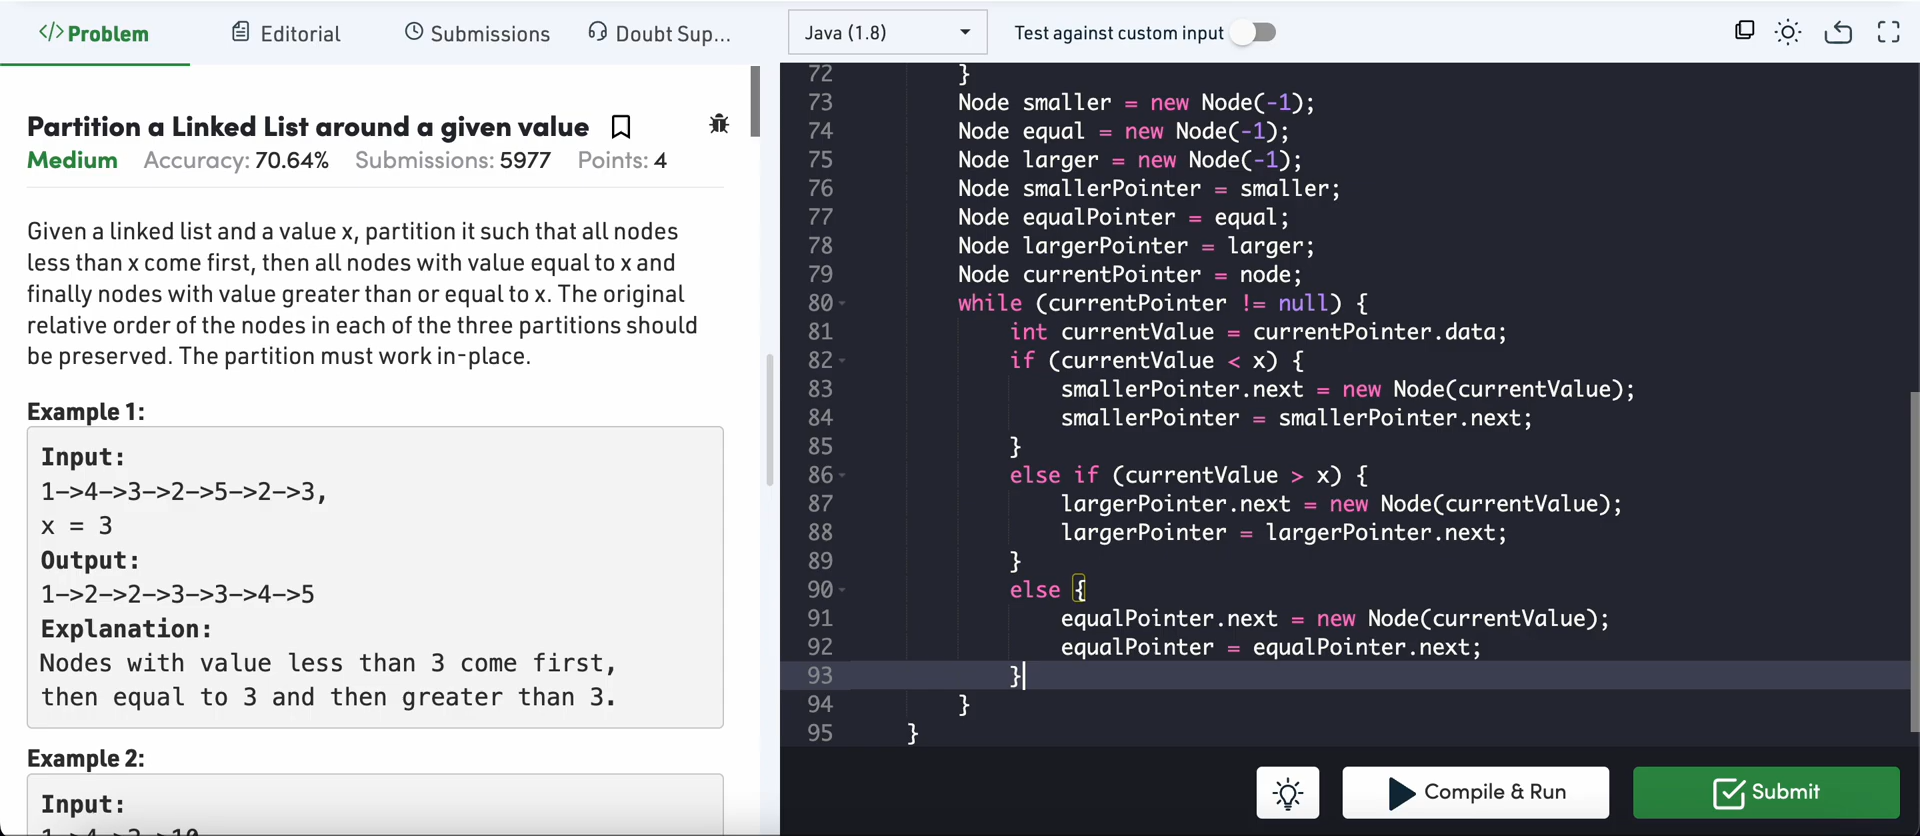 </>Problem
Editorial
Submissions
Doubt Sup...
Java (1.8)
Test against custom input
Partition a Linked List around a given value
Medium Accuracy: 70.64% Submissions: 5977 Points: 4
Given a linked list and a value x, partition it such that all nodes
less than x come first, then all nodes with value equal to x and
finally nodes with value greater than or equal to x. The original
relative order of the nodes in each of the three partitions should
be preserved. The partition must work in-place.
Example 1:
Input:
1->4->3->2->5->2->3,
x = 3
Output:
1->2->2->3->3->4->5
Explanation:
Nodes with value less than 3 come first,
then equal to 3 and then greater than 3.
Example 2:
Input:
1->4->2->10
72 }
73 Node smaller = new Node(-1);
74 Node equal = new Node(-1);
75 Node larger = new Node(-1);
76 Node smallerPointer = smaller;
77 Node equalPointer = equal;
78 Node largerPointer = larger;
79 Node currentPointer = node;
80 while (currentPointer != null) {
81 int currentValue = currentPointer.data;
82 if (currentValue < x) {
83 smallerPointer.next = new Node(currentValue);
84 smallerPointer = smallerPointer.next;
85 }
86 else if (currentValue > x) {
87 largerPointer.next = new Node(currentValue);
88 largerPointer = largerPointer.next;
89 }
90 else {
91 equalPointer.next = new Node(currentValue);
92 equalPointer = equalPointer.next;
93 }
94 }
95 }
Compile & Run
Submit